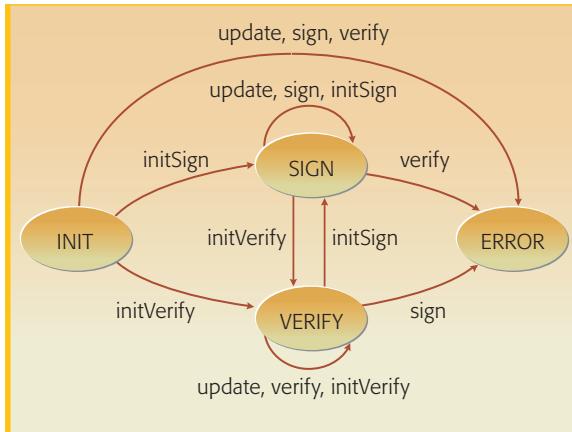 update, sign, verify
update, sign, initSign
initSign
SIGN
verify
INIT
initVerify
initSign
ERROR
initVerify
VERIFY
sign
update, verify, initVerify